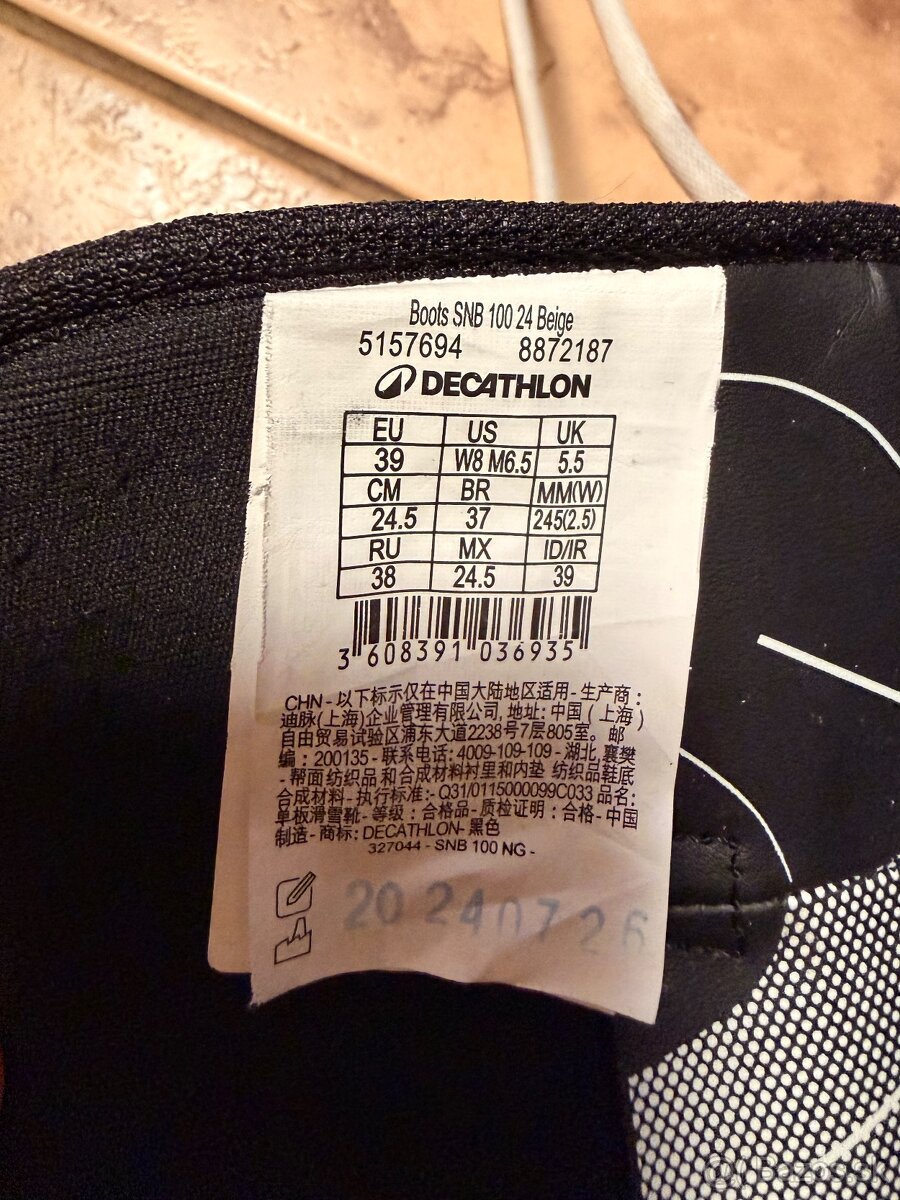 Boots SNB 100 24 Beige
5157694 8872187
DECATHLON
EU US UK
39 W8 M6.5 5.5
CM BR MM(W)
24.5 37 245(2.5)
RU MX ID/IR
38 24.5 39
3 608391 036935
CHN - 以下标示仅在中国大陆地区适用 - 生产商：
迪脉(上海)企业管理有限公司, 地址: 中国（上海）
自由贸易试验区浦东大道2238号7层805室。邮
编：200135 - 联系电话: 4009-109-109 - 湖北,襄樊
- 帮面纺织品和合成材料衬里和内垫 纺织品鞋底
合成材料 - 执行标准:- Q31/0115000099C033 品名:
单板滑雪靴 - 等级：合格品 - 质检证明：合格 - 中国
制造 - 商标: DECATHLON- 黑色
327044 - SNB 100 NG -
20240726
Bazos.sk